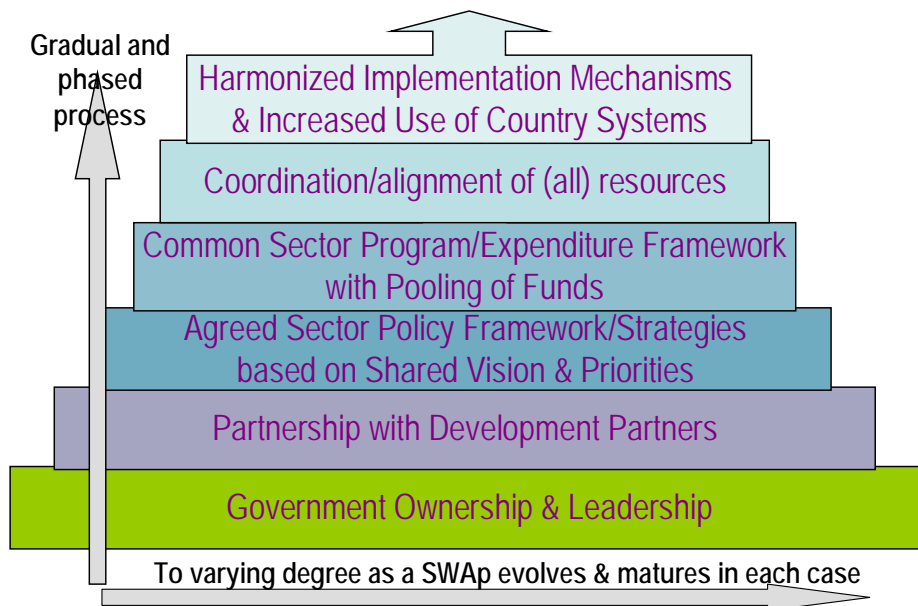 Gradual and
phased
process
Harmonized Implementation Mechanisms
& Increased Use of Country Systems
Coordination/alignment of (all) resources
Common Sector Program/Expenditure Framework
with Pooling of Funds
Agreed Sector Policy Framework/Strategies
based on Shared Vision & Priorities
Partnership with Development Partners
Government Ownership & Leadership
To varying degree as a SWAp evolves & matures in each case